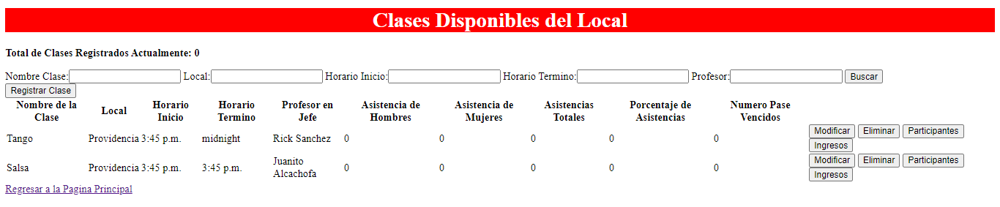 Clases Disponibles del Local
Total de Clases Registrados Actualmente: 0
Nombre Clase: Local: Horario Inicio: Horario Termino: Profesor: Buscar
Registrar Clase
Nombre de la Clase Local Horario Inicio Horario Termino Profesor en Jefe Asistencia de Hombres Asistencia de Mujeres Asistencias Totales Porcentaje de Asistencias Numero Pase Vencidos
Tango Providencia 3:45 p.m. midnight Rick Sanchez 0 0 0 0 0 Modificar Eliminar Participantes
Ingresos
Salsa Providencia 3:45 p.m. 3:45 p.m. Juanito Alcachofa 0 0 0 0 0 Modificar Eliminar Participantes
Ingresos
Regresar a la Pagina Principal